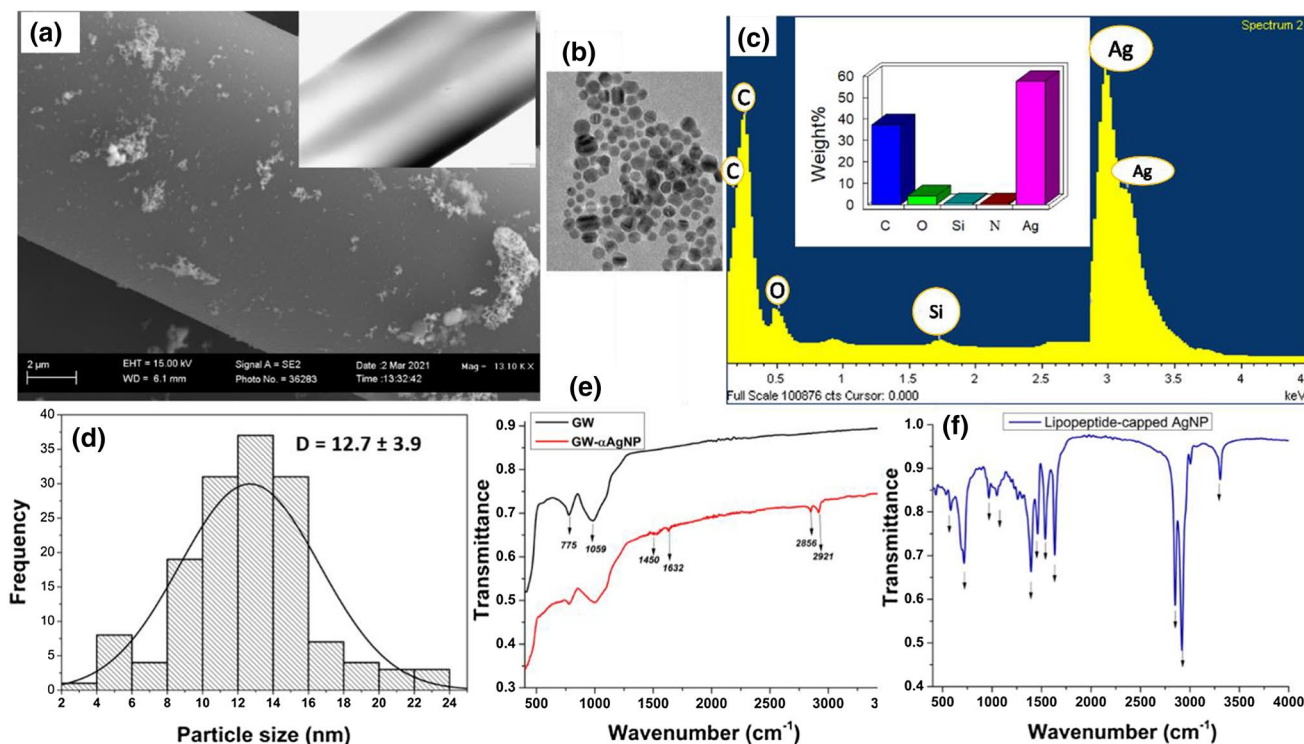 (a)
2 µm
EHT = 15.00 kV
WD = 6.1 mm
Signal A = SE2
Photo No. = 36283
Date :2 Mar 2021
Time :13:32:42
Mag = 13.10 K X
(b)
(c)
Spectrum 2
C
C
O
Si
Ag
Ag
Weight%
60
50
40
30
20
10
0
C O Si N Ag
0.5 1 1.5 2 2.5 3 3.5 4 4.5
Full Scale 100876 cts Cursor: 0.000
keV
(d)
D = 12.7 ± 3.9
Frequency
40
35
30
25
20
15
10
5
0
2 4 6 8 10 12 14 16 18 20 22 24
Particle size (nm)
(e)
GW
GW-αAgNP
Transmittance
0.9
0.8
0.7
0.6
0.5
0.4
0.3
775
1059
1450
1632
2856
2921
500 1000 1500 2000 2500 3000 3
Wavenumber (cm⁻¹)
(f)
Lipopeptide-capped AgNP
Transmittance
1.0
0.9
0.8
0.7
0.6
0.5
0.4
500 1000 1500 2000 2500 3000 3500 4000
Wavenumber (cm⁻¹)